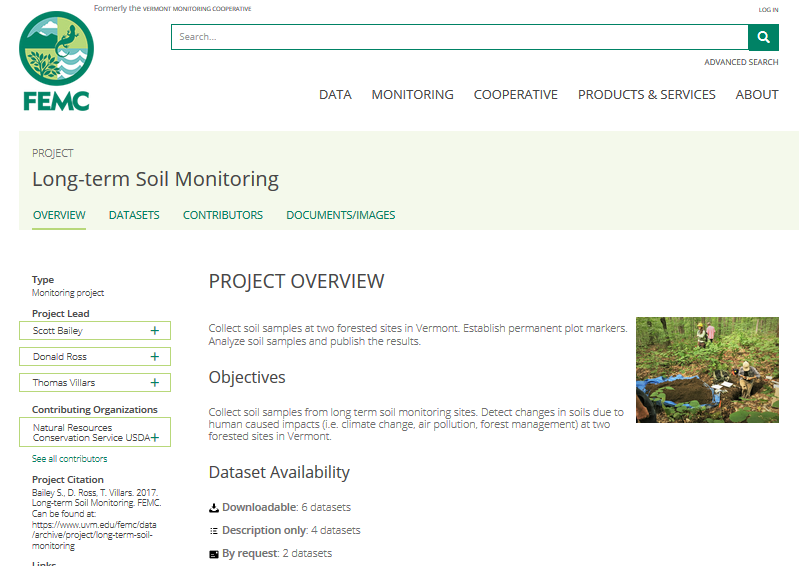 Formerly the VERMONT MONITORING COOPERATIVE
LOG IN
FEMC
Search...
ADVANCED SEARCH
DATA MONITORING COOPERATIVE PRODUCTS & SERVICES ABOUT
PROJECT
Long-term Soil Monitoring
OVERVIEW DATASETS CONTRIBUTORS DOCUMENTS/IMAGES
Type
Monitoring project
Project Lead
Scott Bailey +
Donald Ross +
Thomas Villars +
Contributing Organizations
Natural Resources
Conservation Service USDA +
See all contributors
Project Citation
Bailey S., D. Ross, T. Villars. 2017.
Long-term Soil Monitoring. FEMC.
Can be found at:
https://www.uvm.edu/femc/data
/archive/project/long-term-soil-
monitoring
Links
PROJECT OVERVIEW
Collect soil samples at two forested sites in Vermont. Establish permanent plot markers.
Analyze soil samples and publish the results.
Objectives
Collect soil samples from long term soil monitoring sites. Detect changes in soils due to
human caused impacts (i.e. climate change, air pollution, forest management) at two
forested sites in Vermont.
Dataset Availability
Downloadable: 6 datasets
Description only: 4 datasets
By request: 2 datasets